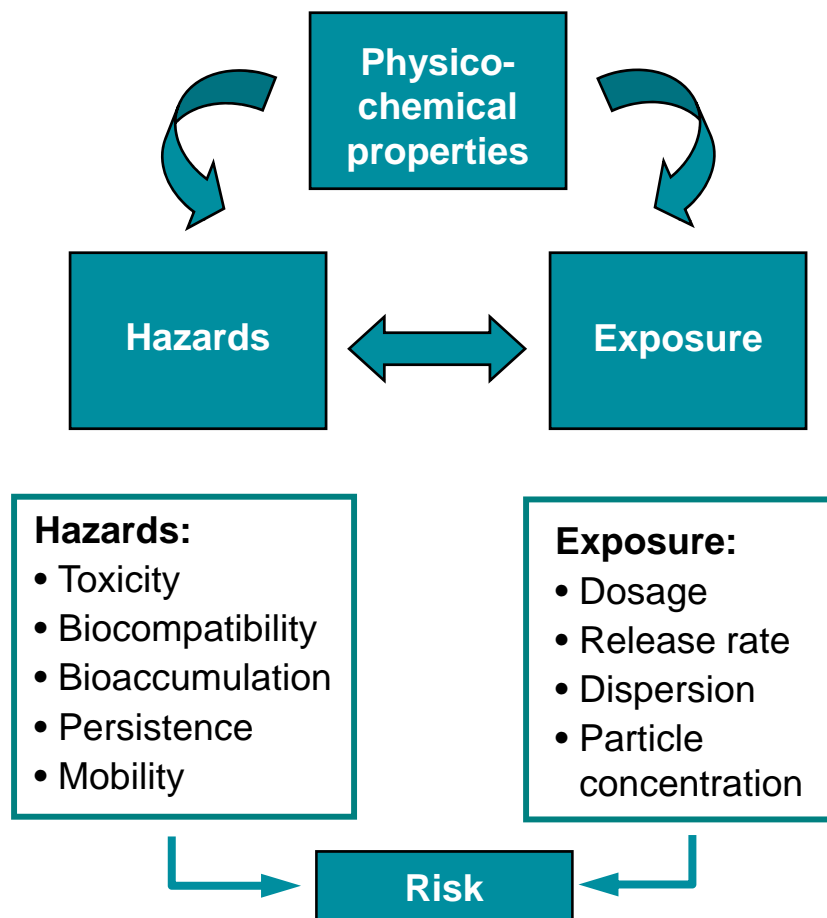 Physico-
chemical
properties
Hazards
Exposure
Hazards:
• Toxicity
• Biocompatibility
• Bioaccumulation
• Persistence
• Mobility
Exposure:
• Dosage
• Release rate
• Dispersion
• Particle
concentration
Risk